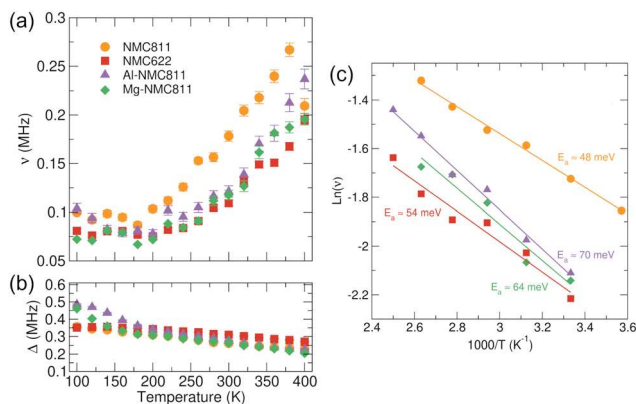 (a)
0.3
0.25
0.2
0.15
0.1
0.05
ν (MHz)
NMC811
NMC622
Al-NMC811
Mg-NMC811
(b)
0.6
0.5
0.4
0.3
0.2
0.1
Δ (MHz)
100 150 200 250 300 350 400
Temperature (K)
(c)
-1.4
-1.6
-1.8
-2.0
-2.2
Ln(ν)
Eₐ = 48 meV
Eₐ = 54 meV
Eₐ = 70 meV
Eₐ = 64 meV
2.4 2.6 2.8 3.0 3.2 3.4 3.6
1000/T (K⁻¹)